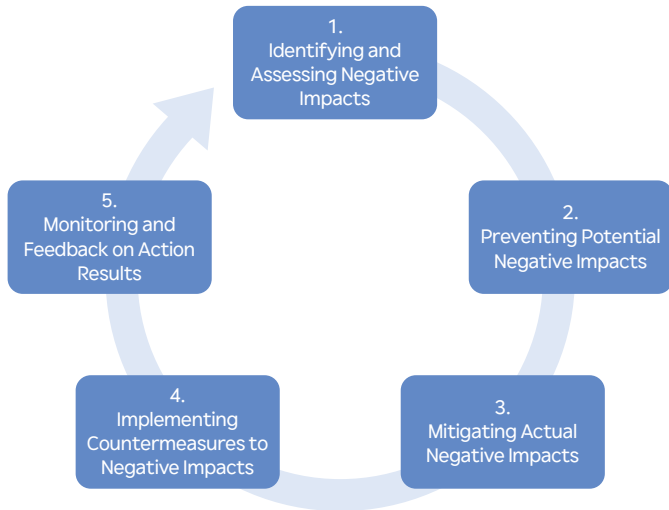 1.
Identifying and
Assessing Negative
Impacts
2.
Preventing Potential
Negative Impacts
3.
Mitigating Actual
Negative Impacts
4.
Implementing
Countermeasures to
Negative Impacts
5.
Monitoring and
Feedback on Action
Results